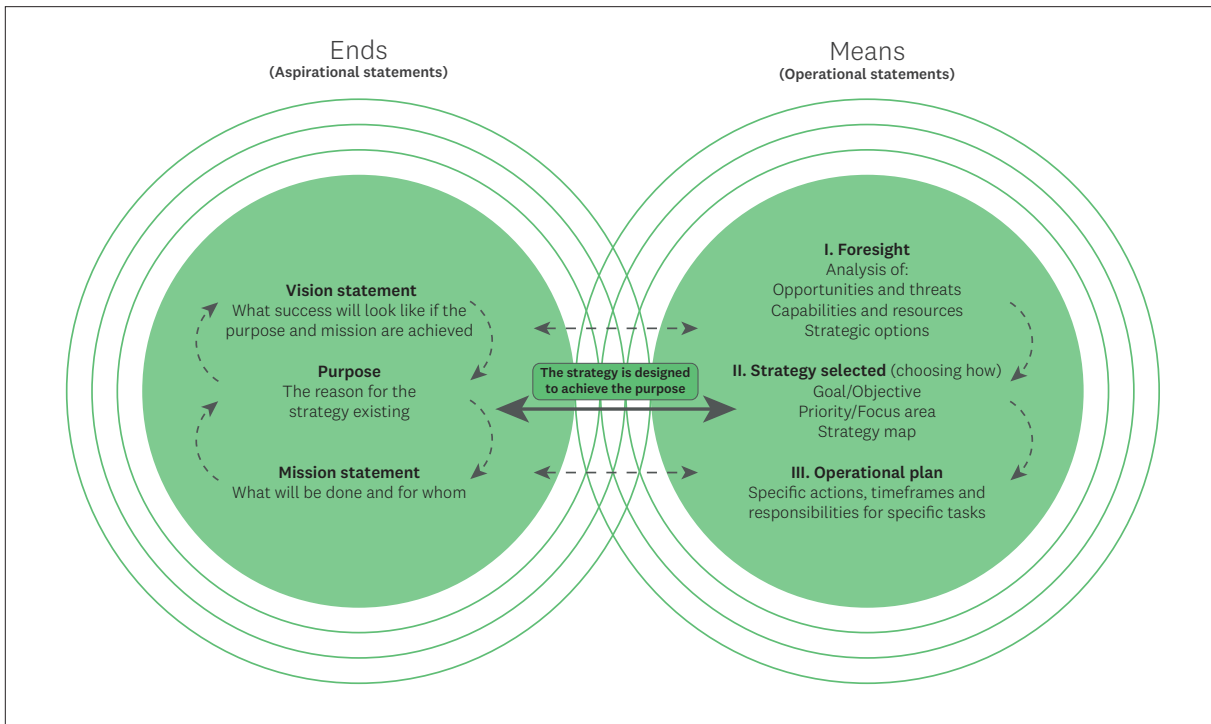 Ends
(Aspirational statements)
Means
(Operational statements)
Vision statement
What success will look like if the
purpose and mission are achieved
Purpose
The reason for the
strategy existing
Mission statement
What will be done and for whom
The strategy is designed
to achieve the purpose
I. Foresight
Analysis of:
Opportunities and threats
Capabilities and resources
Strategic options
II. Strategy selected (choosing how)
Goal/Objective
Priority/Focus area
Strategy map
III. Operational plan
Specific actions, timeframes and
responsibilities for specific tasks